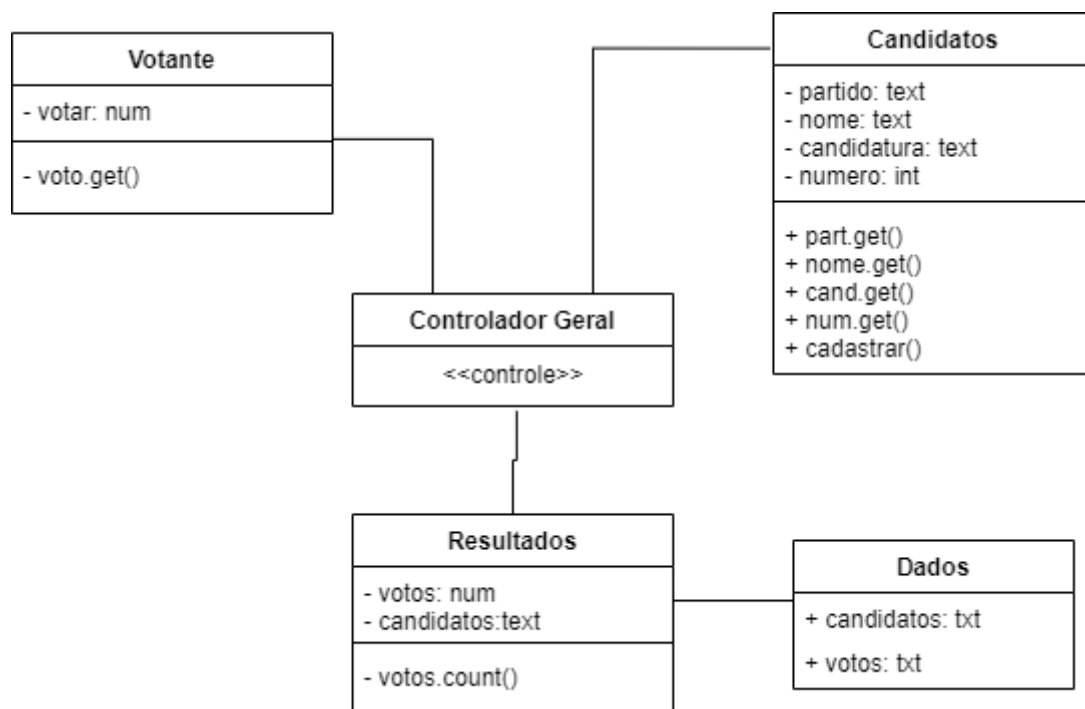 Votante
- votar: num
- voto.get()
Candidatos
- partido: text
- nome: text
- candidatura: text
- numero: int
+ part.get()
+ nome.get()
+ cand.get()
+ num.get()
+ cadastrar()
Controlador Geral
<<controle>>
Resultados
- votos: num
- candidatos:text
- votos.count()
Dados
+ candidatos: txt
+ votos: txt